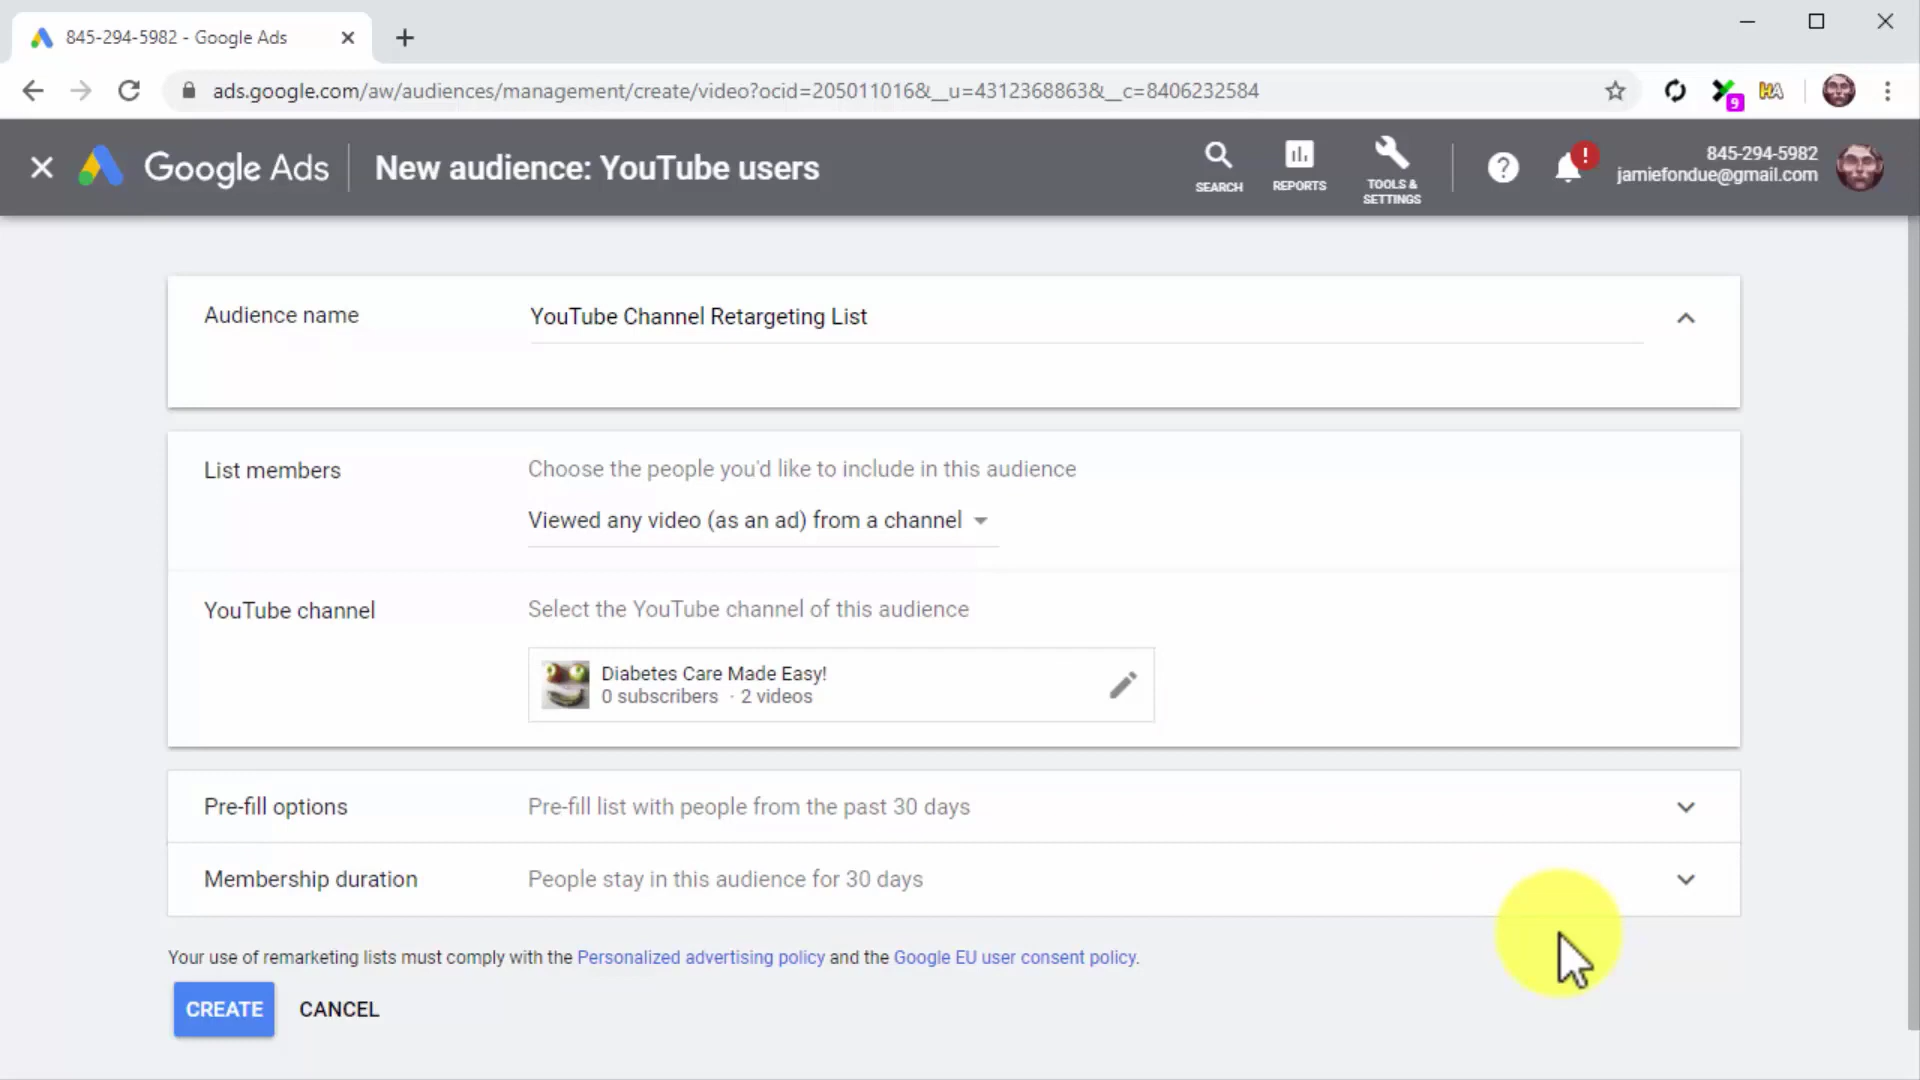 845-294-5982 - Google Ads
ads.google.com/aw/audiences/management/create/video?ocid=205011016&__u=4312368863&__c=8406232584
9
HA
Google Ads
New audience: YouTube users
SEARCH
REPORTS
TOOLS &
SETTINGS
?
!
845-294-5982
jamiefondue@gmail.com
Audience name
YouTube Channel Retargeting List
List members
Choose the people you'd like to include in this audience
Viewed any video (as an ad) from a channel
YouTube channel
Select the YouTube channel of this audience
Diabetes Care Made Easy!
0 subscribers · 2 videos
Pre-fill options
Pre-fill list with people from the past 30 days
Membership duration
People stay in this audience for 30 days
Your use of remarketing lists must comply with the Personalized advertising policy and the Google EU user consent policy.
CREATE
CANCEL